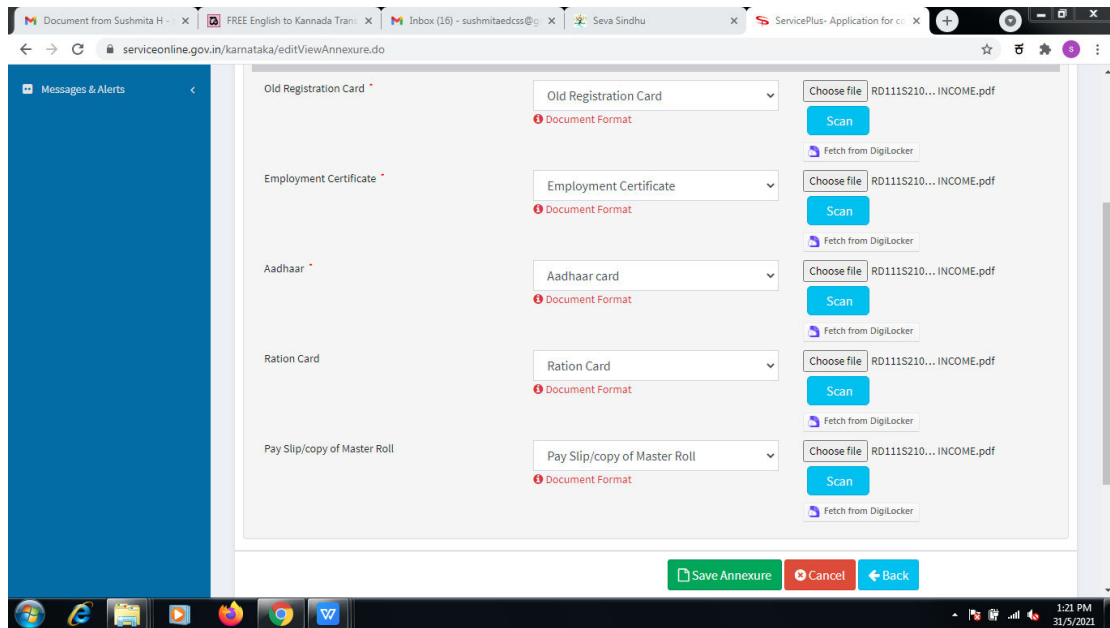 Document from Sushmita H -
FREE English to Kannada Trans
Inbox (16) - sushmitaedcss@g
Seva Sindhu
ServicePlus- Application for co
serviceonline.gov.in/karnataka/editViewAnnexure.do
ಕ
S
Messages & Alerts
Old Registration Card *
Old Registration Card
Choose file RD111S210... INCOME.pdf
Document Format
Scan
Fetch from DigiLocker
Employment Certificate *
Employment Certificate
Choose file RD111S210... INCOME.pdf
Document Format
Scan
Fetch from DigiLocker
Aadhaar *
Aadhaar card
Choose file RD111S210... INCOME.pdf
Document Format
Scan
Fetch from DigiLocker
Ration Card
Ration Card
Choose file RD111S210... INCOME.pdf
Document Format
Scan
Fetch from DigiLocker
Pay Slip/copy of Master Roll
Pay Slip/copy of Master Roll
Choose file RD111S210... INCOME.pdf
Document Format
Scan
Fetch from DigiLocker
Save Annexure
Cancel
Back
W
1:21 PM
31/5/2021